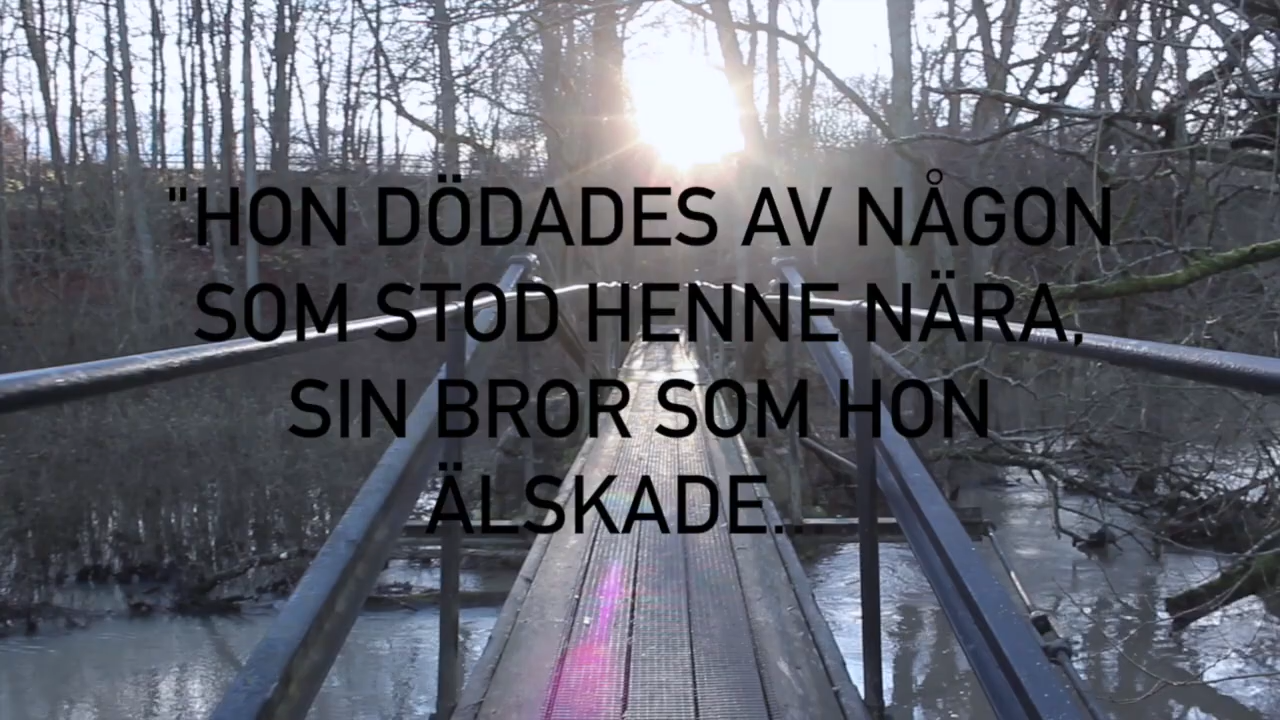 "HON DÖDADES AV NÅGON
SOM STOD HENNE NÄRA,
SIN BROR SOM HON
ÄLSKADE...